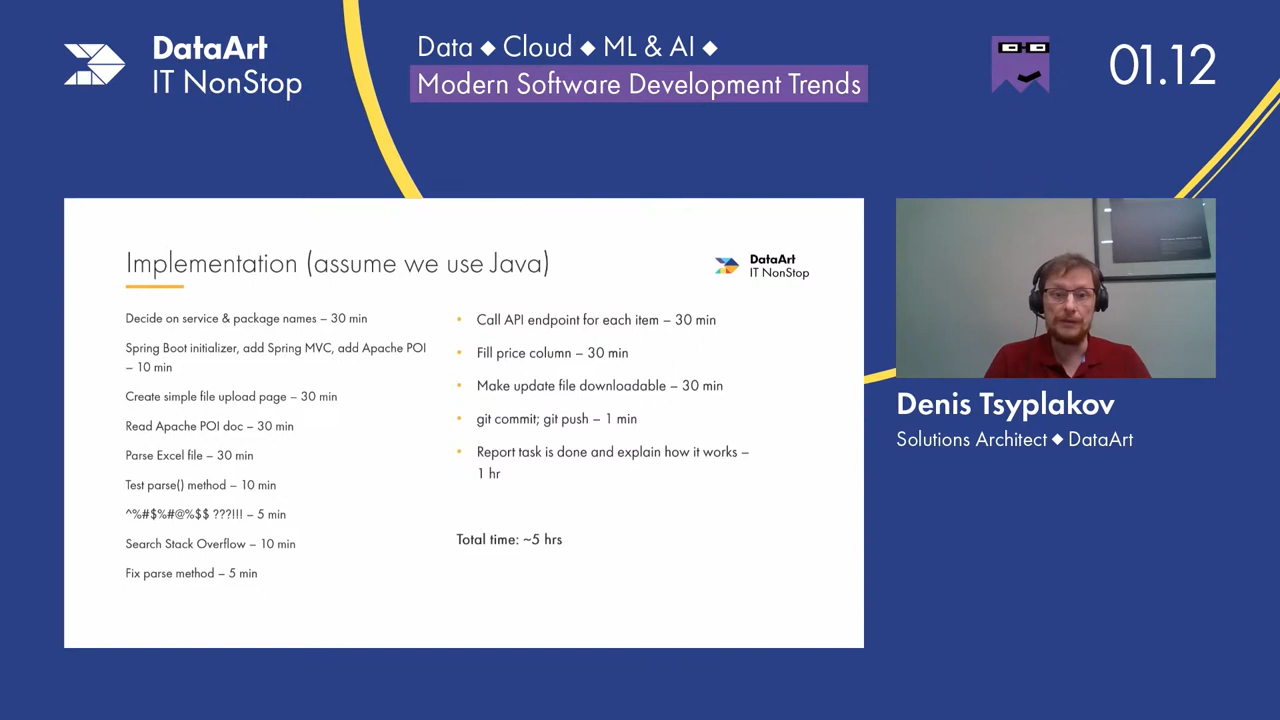 DataArt
IT NonStop
Data ◆ Cloud ◆ ML & AI ◆
Modern Software Development Trends
01.12
Implementation (assume we use Java)
DataArt
IT NonStop
Decide on service & package names – 30 min
Spring Boot initializer, add Spring MVC, add Apache POI
– 10 min
Create simple file upload page – 30 min
Read Apache POI doc – 30 min
Parse Excel file – 30 min
Test parse() method – 10 min
^%#$%#@%$$ ???!!! – 5 min
Search Stack Overflow – 10 min
Fix parse method – 5 min
• Call API endpoint for each item – 30 min
• Fill price column – 30 min
• Make update file downloadable – 30 min
• git commit; git push – 1 min
• Report task is done and explain how it works –
1 hr
Total time: ~5 hrs
Denis Tsyplakov
Solutions Architect ◆ DataArt